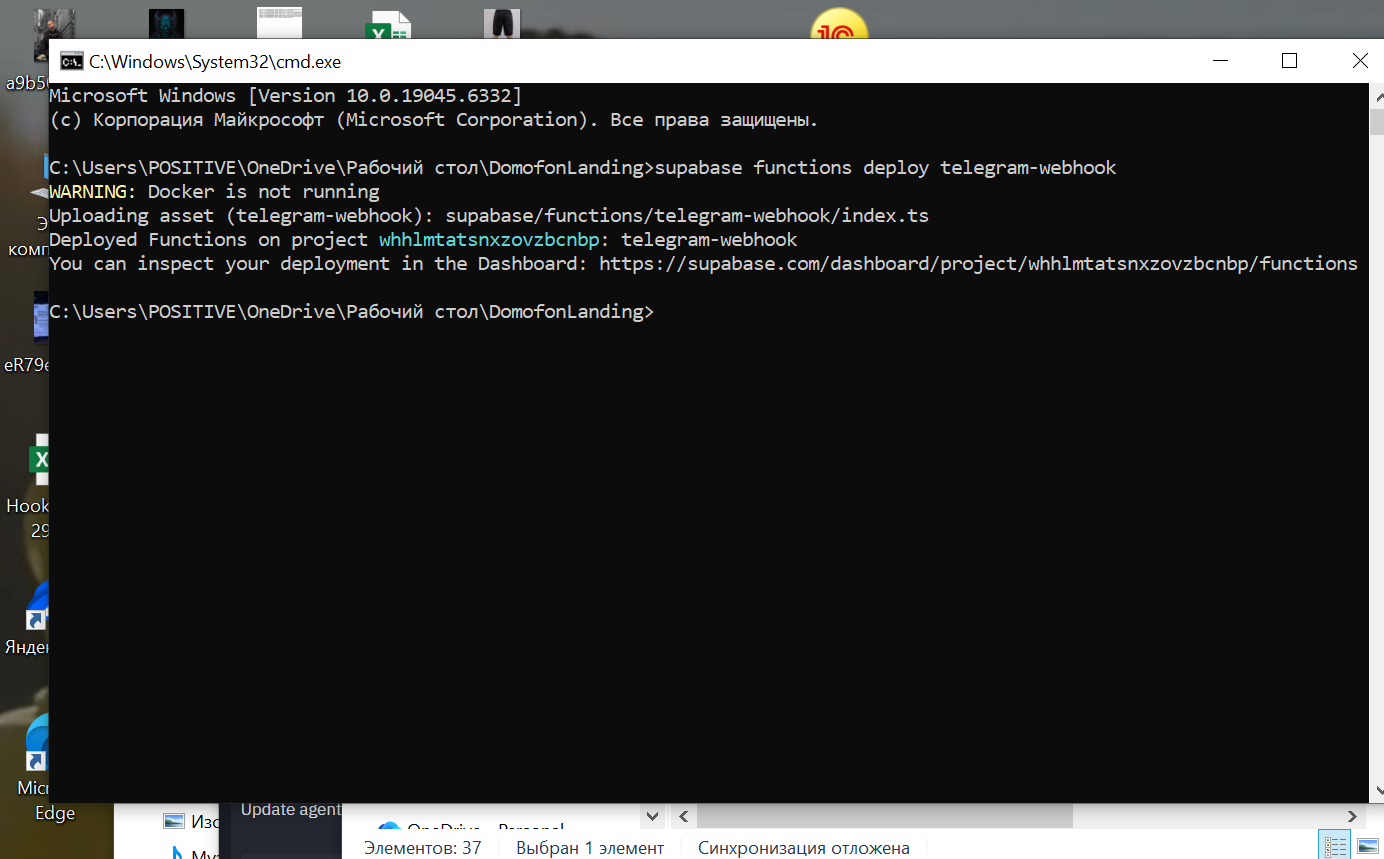 C:\Windows\System32\cmd.exe
Microsoft Windows [Version 10.0.19045.6332]
(c) Корпорация Майкрософт (Microsoft Corporation). Все права защищены.
C:\Users\POSITIVE\OneDrive\Рабочий стол\DomofonLanding>supabase functions deploy telegram-webhook
WARNING: Docker is not running
Uploading asset (telegram-webhook): supabase/functions/telegram-webhook/index.ts
Deployed Functions on project whhlmtatsnxzovzbcnbp: telegram-webhook
You can inspect your deployment in the Dashboard: https://supabase.com/dashboard/project/whhlmtatsnxzovzbcnbp/functions
C:\Users\POSITIVE\OneDrive\Рабочий стол\DomofonLanding>
a9b5
Э
комп
eR79e
Hook
29
Яндек
Micr
Edge
Изо
Муз
Update agent
OneDrive - Personal
Элементов: 37
Выбран 1 элемент
Синхронизация отложена